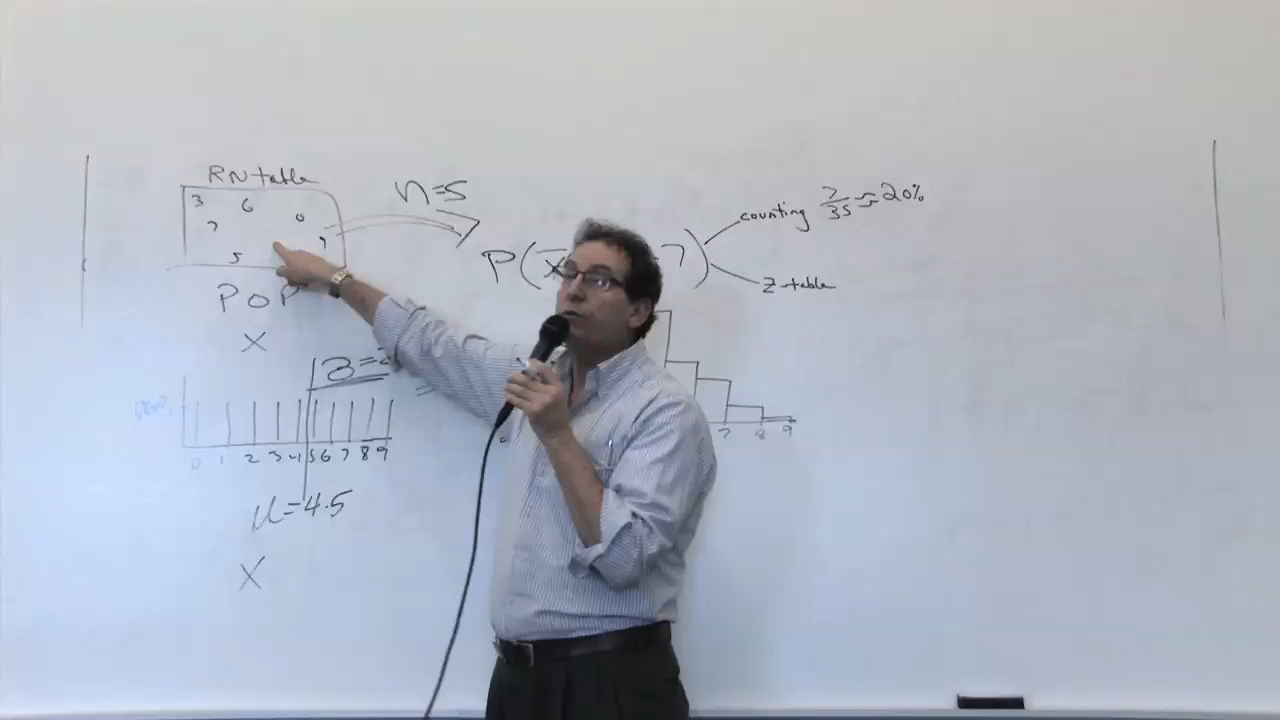 RN table
3 6 0
7 9
5
POP
X
n=5
P(x̄ 7)
counting 7/35 ≈ 20%
Z-table
0 1 2 3 4 5 6 7 8 9
μ=4.5
X
7 8 9